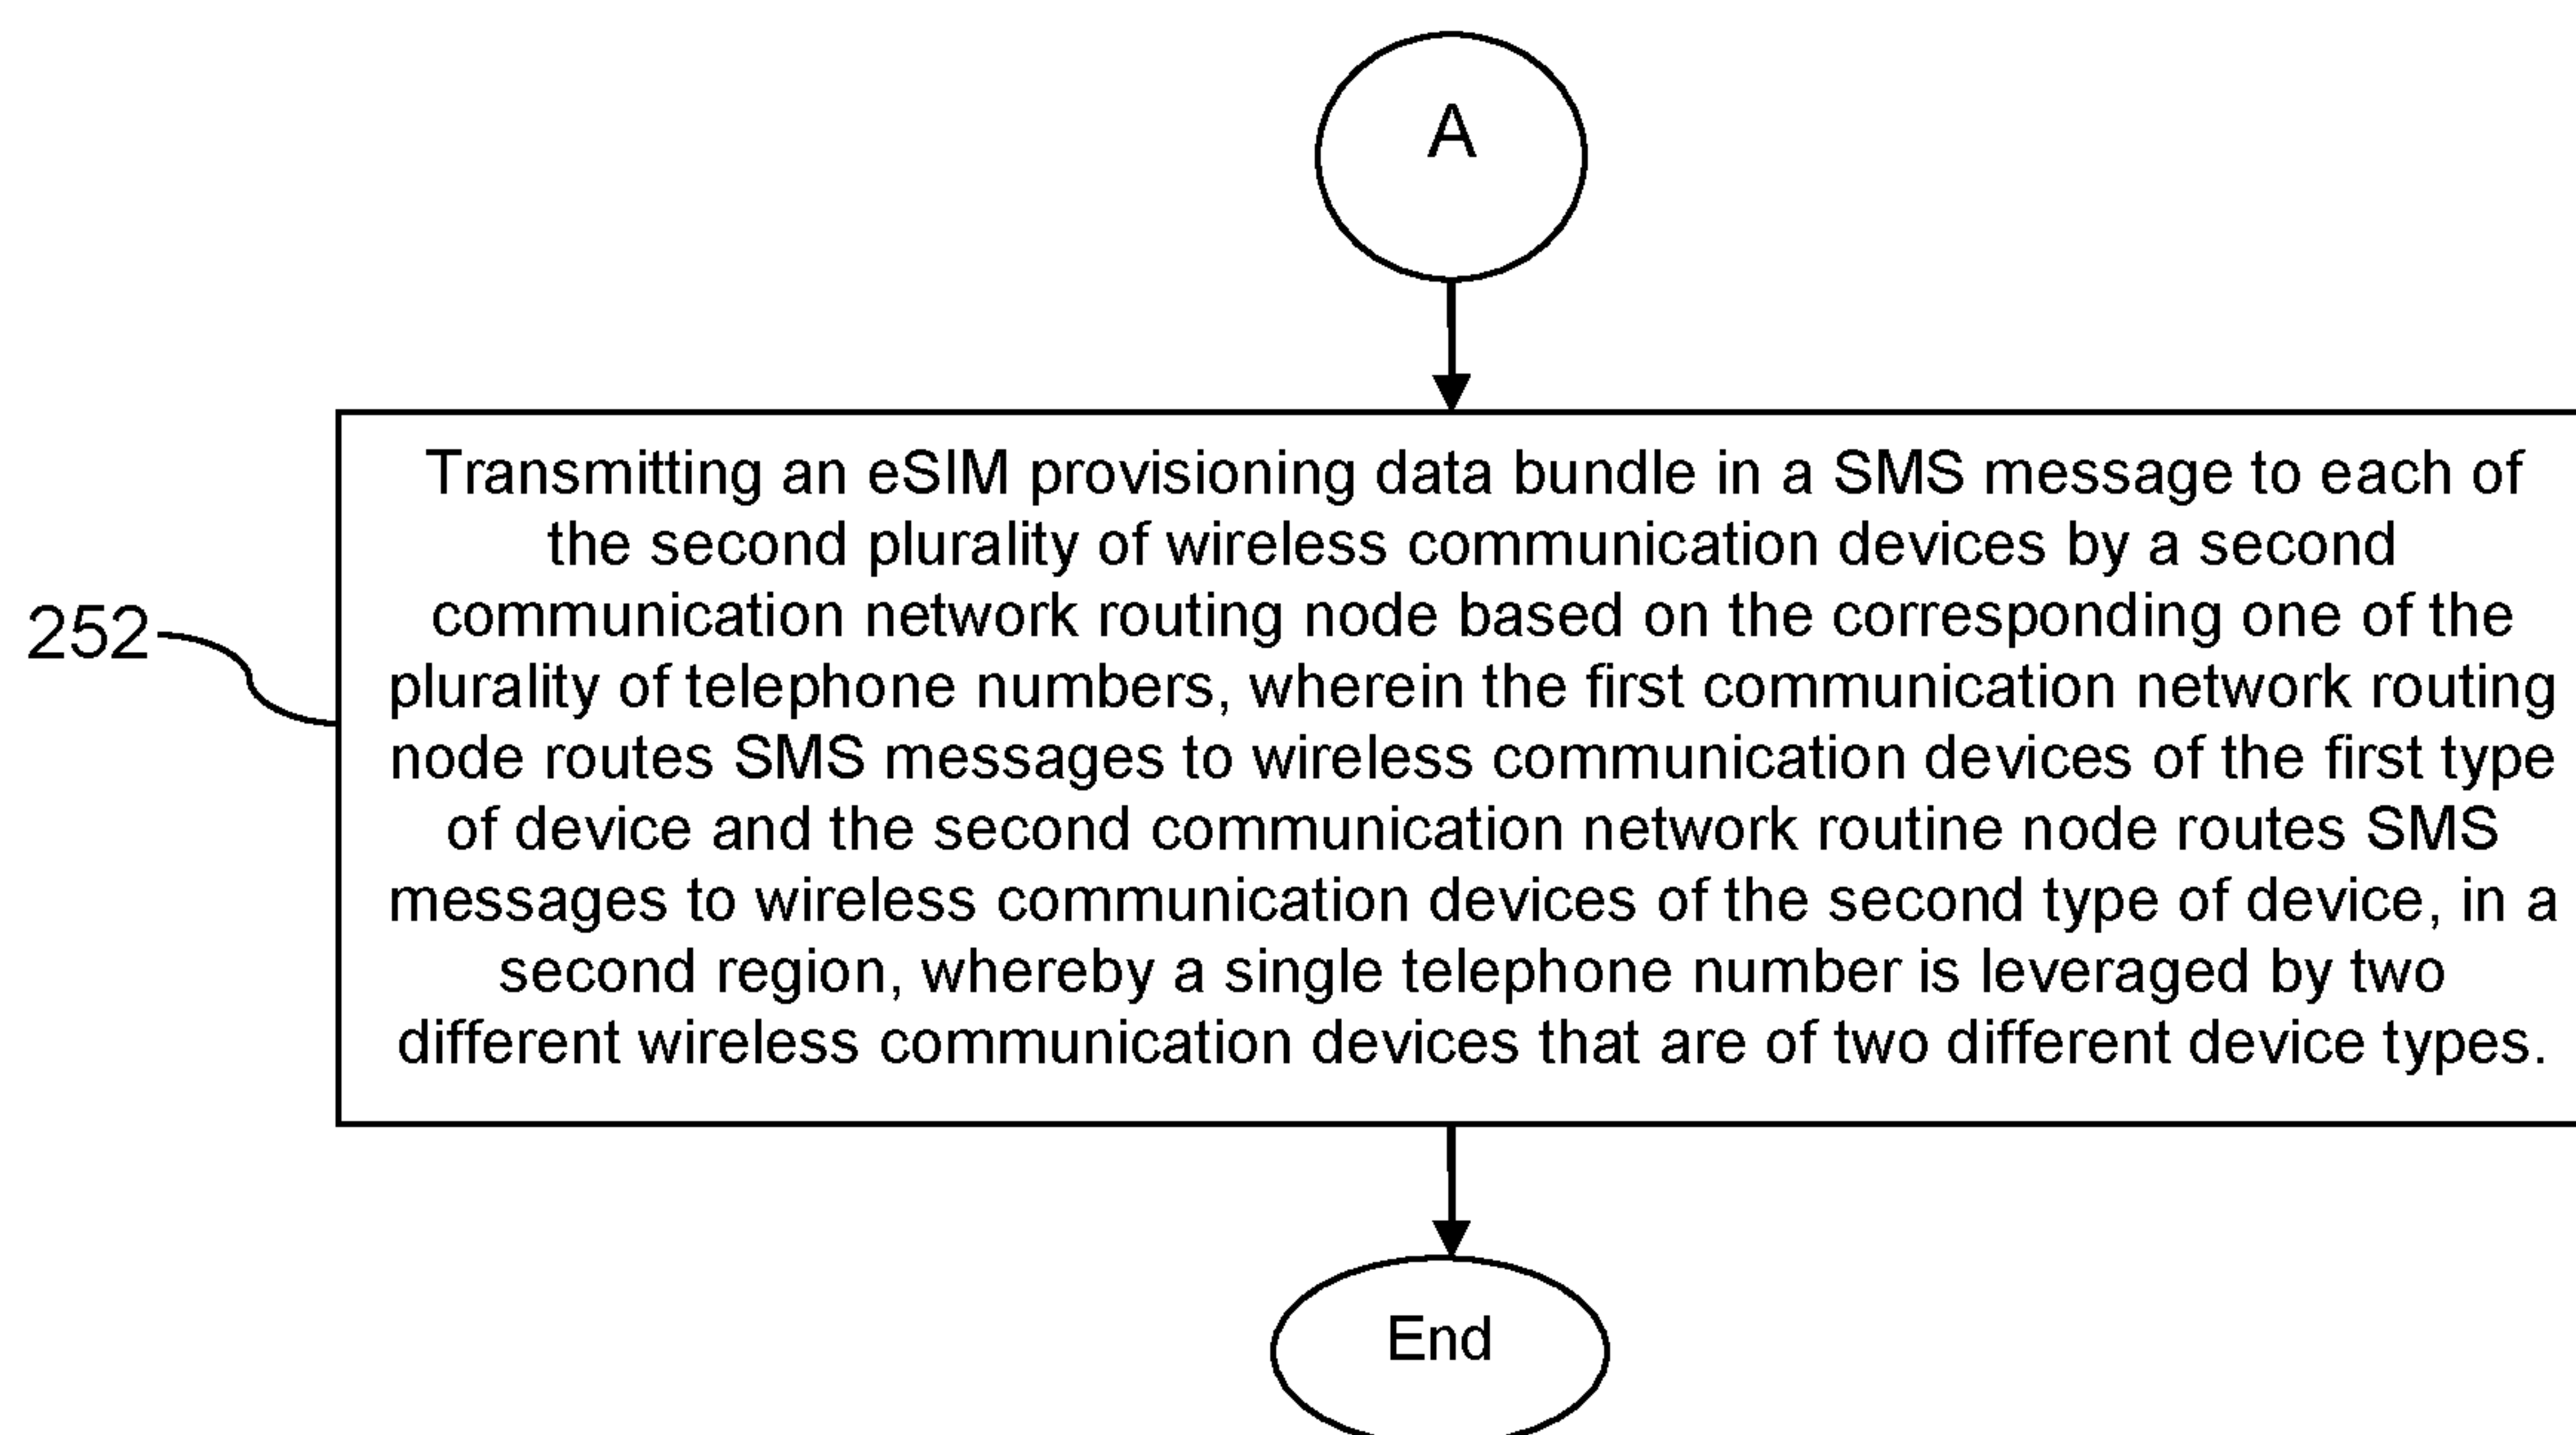 A
Transmitting an eSIM provisioning data bundle in a SMS message to each of
the second plurality of wireless communication devices by a second
communication network routing node based on the corresponding one of the
plurality of telephone numbers, wherein the first communication network routing
node routes SMS messages to wireless communication devices of the first type
of device and the second communication network routine node routes SMS
messages to wireless communication devices of the second type of device, in a
second region, whereby a single telephone number is leveraged by two
different wireless communication devices that are of two different device types.
252
End